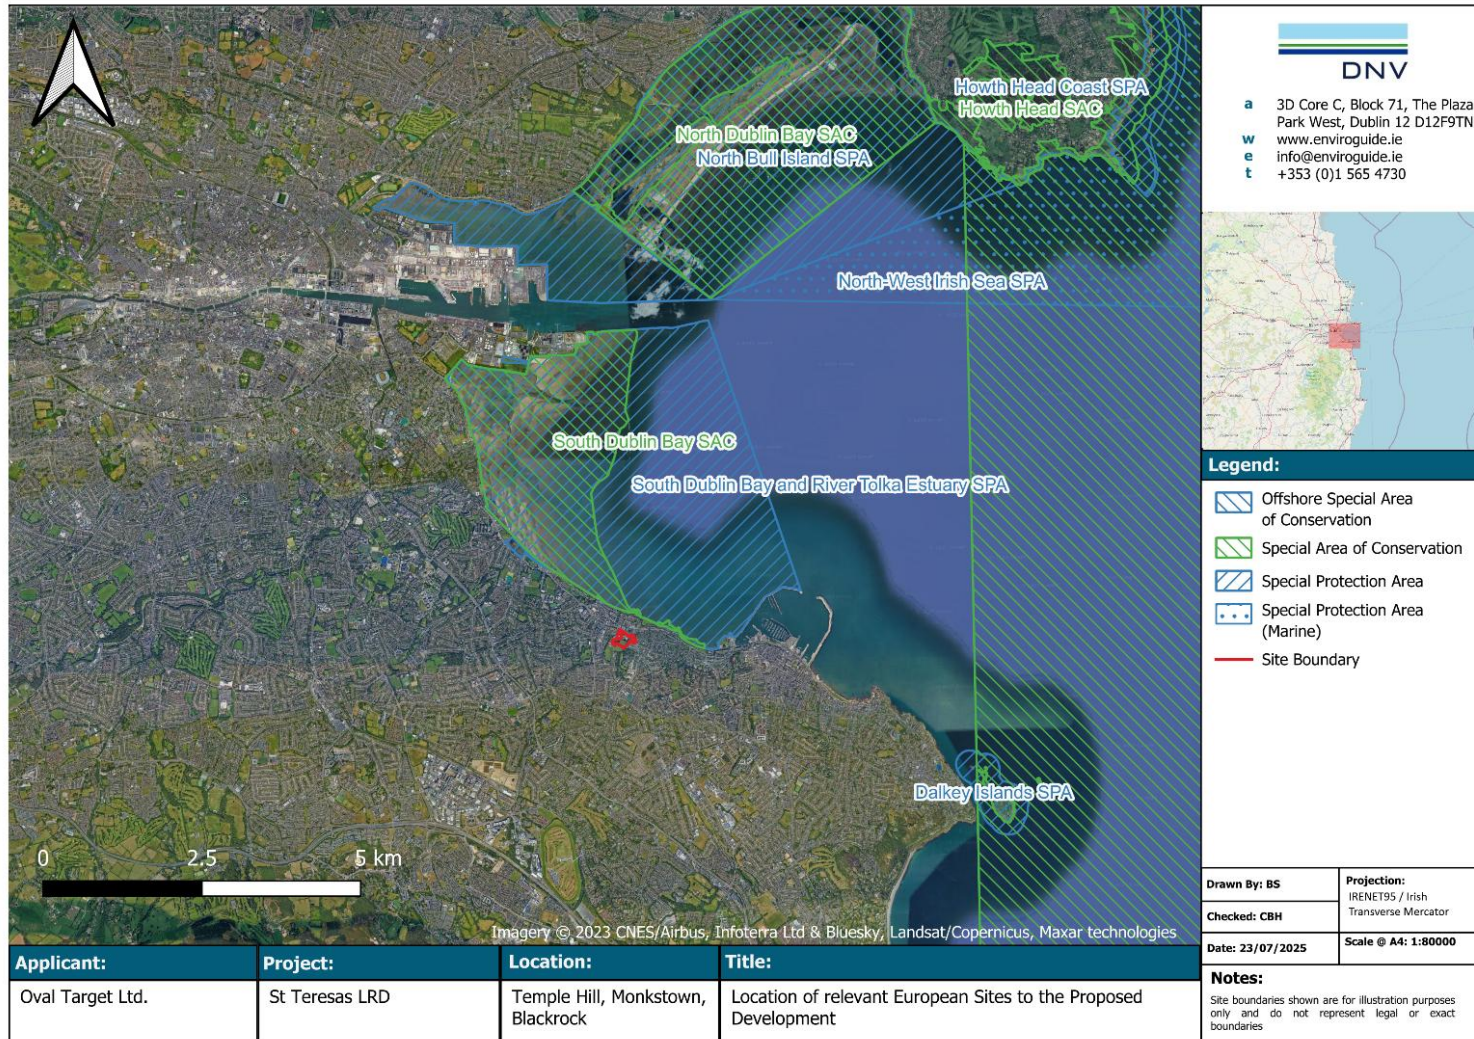 Howth Head Coast SPA
Howth Head SAC
North Dublin Bay SAC
North Bull Island SPA
North-West Irish Sea SPA
South Dublin Bay SAC
South Dublin Bay and River Tolka Estuary SPA
Dalkey Islands SPA
0 2.5 5 km
Imagery © 2023 CNES/Airbus, Infoterra Ltd & Bluesky, Landsat/Copernicus, Maxar technologies
DNV
a 3D Core C, Block 71, The Plaza
Park West, Dublin 12 D12F9TN
w www.enviroguide.ie
e info@enviroguide.ie
t +353 (0)1 565 4730
Legend:
Offshore Special Area
of Conservation
Special Area of Conservation
Special Protection Area
Special Protection Area
(Marine)
Site Boundary
Drawn By: BS
Checked: CBH
Date: 23/07/2025
Projection:
IRENET95 / Irish
Transverse Mercator
Scale @ A4: 1:80000
Notes:
Site boundaries shown are for illustration purposes
only and do not represent legal or exact
boundaries
Applicant:
Oval Target Ltd.
Project:
St Teresas LRD
Location:
Temple Hill, Monkstown,
Blackrock
Title:
Location of relevant European Sites to the Proposed
Development